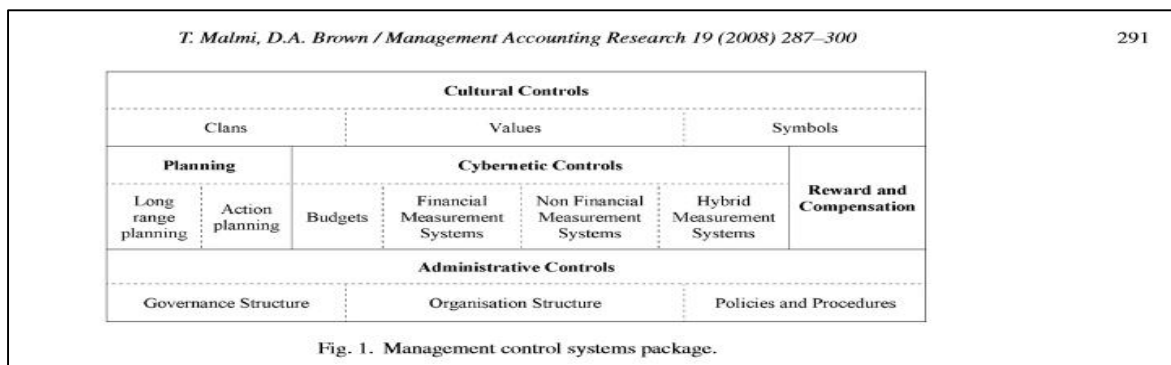 T. Malmi, D.A. Brown / Management Accounting Research 19 (2008) 287–300 291
Cultural Controls
Clans Values Symbols
Planning Cybernetic Controls Reward and Compensation
Long range planning Action planning Budgets Financial Measurement Systems Non Financial Measurement Systems Hybrid Measurement Systems
Administrative Controls
Governance Structure Organisation Structure Policies and Procedures
Fig. 1. Management control systems package.